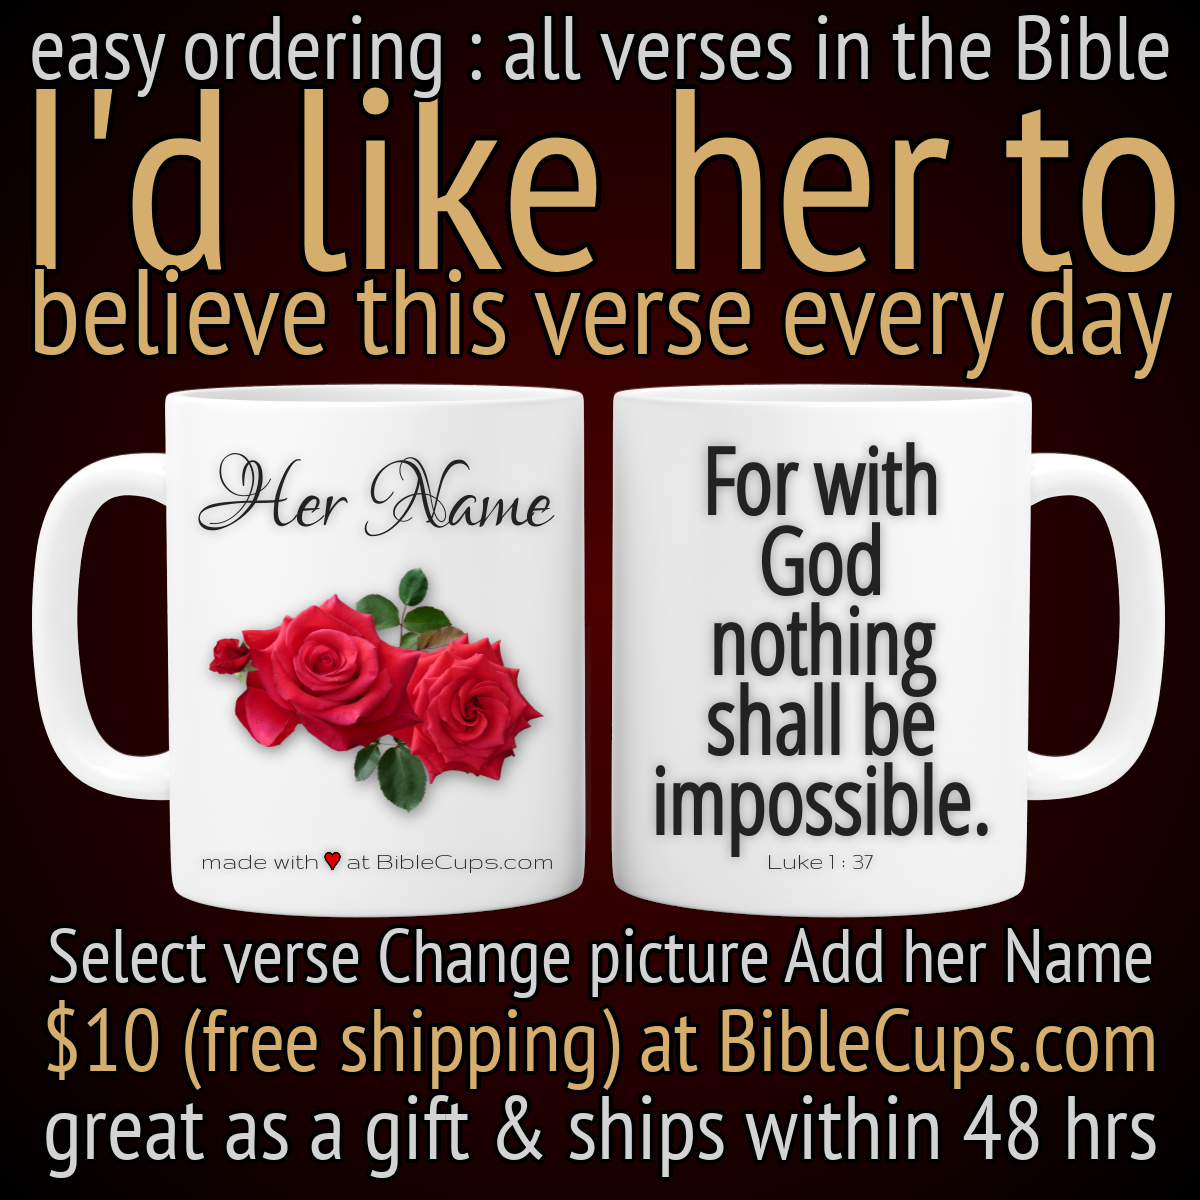 easy ordering : all verses in the Bible
I'd like her to
believe this verse every day
Her Name
made with ♥ at BibleCups.com
For with
God
nothing
shall be
impossible.
Luke 1 : 37
Select verse Change picture Add her Name
$10 (free shipping) at BibleCups.com
great as a gift & ships within 48 hrs